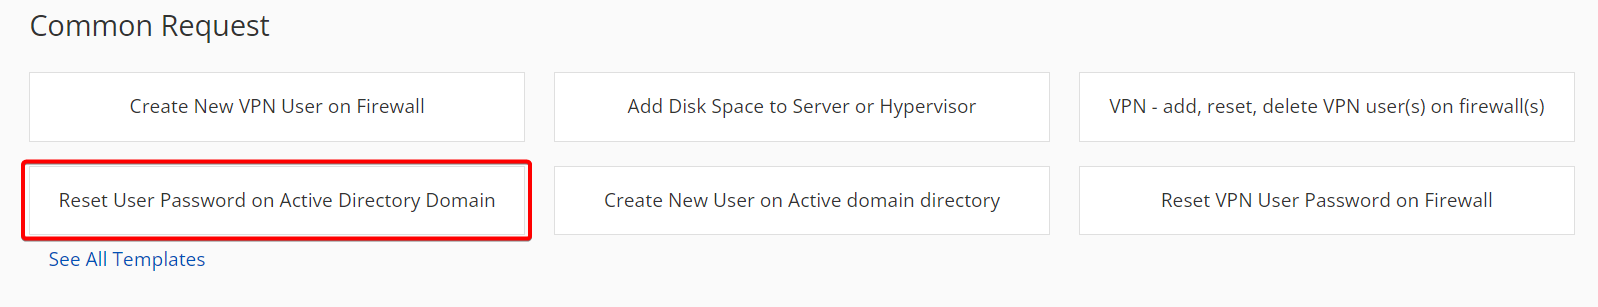 Common Request
Create New VPN User on Firewall
Add Disk Space to Server or Hypervisor
VPN - add, reset, delete VPN user(s) on firewall(s)
Reset User Password on Active Directory Domain
Create New User on Active domain directory
Reset VPN User Password on Firewall
See All Templates